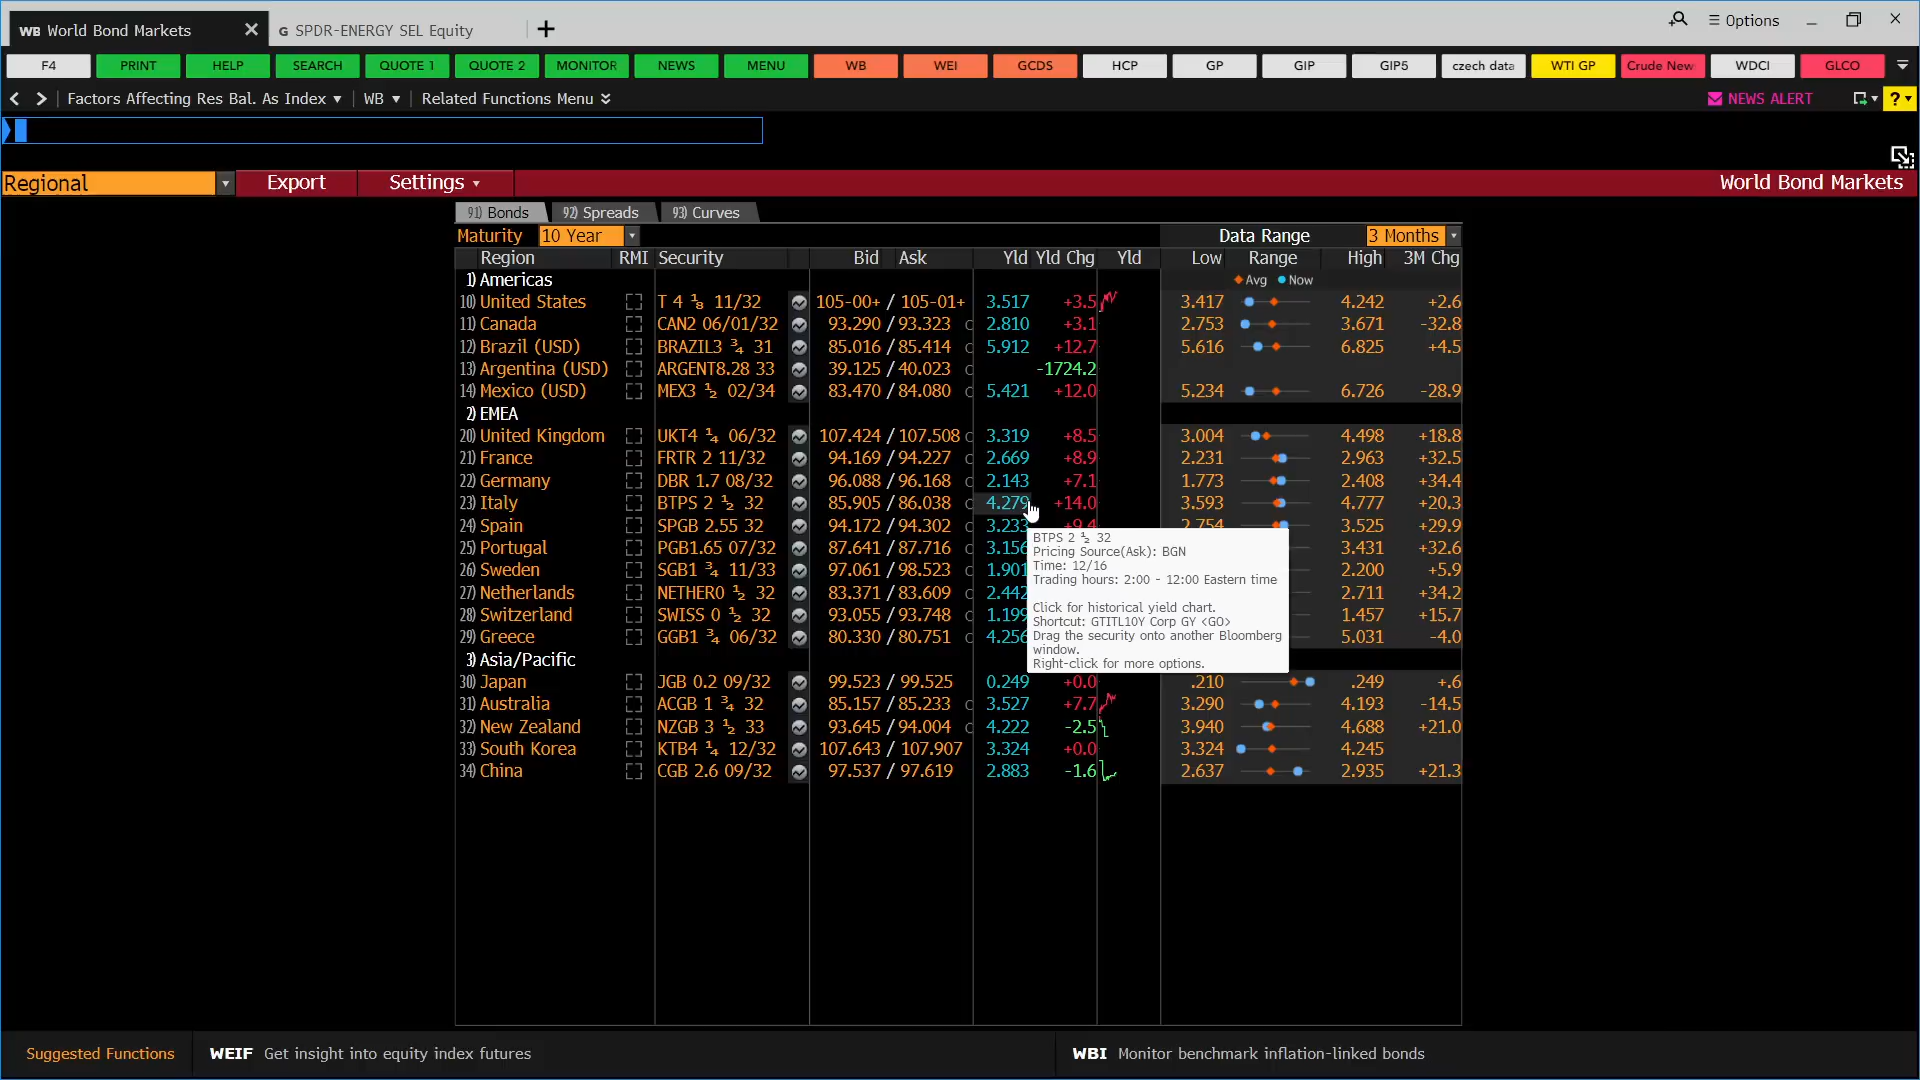 WB World Bond Markets
G SPDR-ENERGY SEL Equity
Options
F4 PRINT HELP SEARCH QUOTE 1 QUOTE 2 MONITOR NEWS MENU WB WEI GCDS HCP GP GIP GIP5 czech data WTI GP Crude New WDCI GLCO
Factors Affecting Res Bal. As Index WB Related Functions Menu NEWS ALERT ?
Regional Export Settings World Bond Markets
91) Bonds 92) Spreads 93) Curves
Maturity 10 Year Data Range 3 Months
Region RMI Security Bid Ask Yld Yld Chg Yld Low Range High 3M Chg
1) Americas Avg Now
10) United States T 4 ⅛ 11/32 105-00+ / 105-01+ 3.517 +3.5 3.417 4.242 +2.6
11) Canada CAN2 06/01/32 93.290 / 93.323 2.810 +3.1 2.753 3.671 -32.8
12) Brazil (USD) BRAZIL3 ¾ 31 85.016 / 85.414 5.912 +12.7 5.616 6.825 +4.5
13) Argentina (USD) ARGENT8.28 33 39.125 / 40.023 -1724.2
14) Mexico (USD) MEX3 ½ 02/34 83.470 / 84.080 5.421 +12.0 5.234 6.726 -28.9
2) EMEA
20) United Kingdom UKT4 ¼ 06/32 107.424 / 107.508 3.319 +8.5 3.004 4.498 +18.8
21) France FRTR 2 11/32 94.169 / 94.227 2.669 +8.9 2.231 2.963 +32.5
22) Germany DBR 1.7 08/32 96.088 / 96.168 2.143 +7.1 1.773 2.408 +34.4
23) Italy BTPS 2 ½ 32 85.905 / 86.038 4.279 +14.0 3.593 4.777 +20.3
24) Spain SPGB 2.55 32 94.172 / 94.302 3.233 +9.4 2.754 3.525 +29.9
25) Portugal PGB1.65 07/32 87.641 / 87.716 3.156 3.431 +32.6
26) Sweden SGB1 ¾ 11/33 97.061 / 98.523 1.901 2.200 +5.9
27) Netherlands NETHER0 ½ 32 83.371 / 83.609 2.442 2.711 +34.2
28) Switzerland SWISS 0 ½ 32 93.055 / 93.748 1.199 1.457 +15.7
29) Greece GGB1 ¾ 06/32 80.330 / 80.751 4.256 5.031 -4.0
BTPS 2 ½ 32
Pricing Source(Ask): BGN
Time: 12/16
Trading hours: 2:00 - 12:00 Eastern time
Click for historical yield chart.
Shortcut: GTITL10Y Corp GY <GO>
Drag the security onto another Bloomberg
window.
Right-click for more options.
3) Asia/Pacific
30) Japan JGB 0.2 09/32 99.523 / 99.525 0.249 +0.0 .210 .249 +.6
31) Australia ACGB 1 ¾ 32 85.157 / 85.233 3.527 +7.7 3.290 4.193 -14.5
32) New Zealand NZGB 3 ½ 33 93.645 / 94.004 4.222 -2.5 3.940 4.688 +21.0
33) South Korea KTB4 ¼ 12/32 107.643 / 107.907 3.324 +0.0 3.324 4.245
34) China CGB 2.6 09/32 97.537 / 97.619 2.883 -1.6 2.637 2.935 +21.3
Suggested Functions WEIF Get insight into equity index futures WBI Monitor benchmark inflation-linked bonds